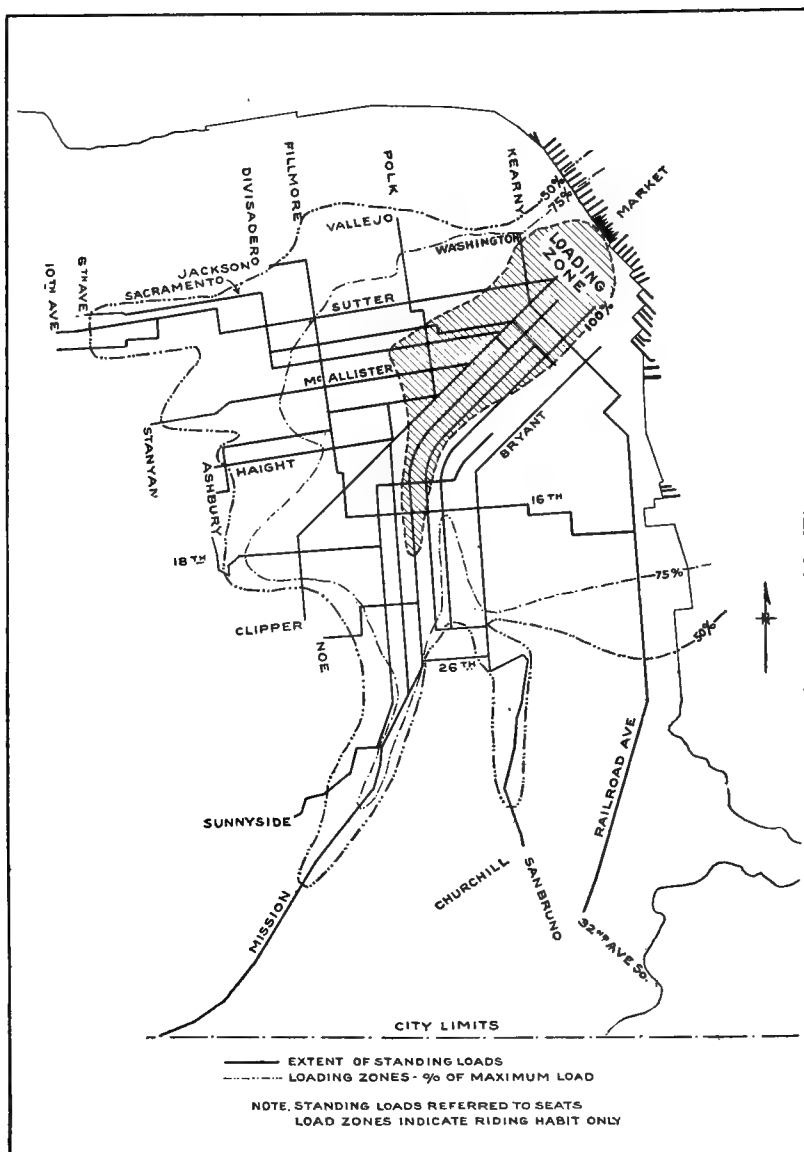 KEARNY
50%
75%
MARKET
POLK
FILLMORE
DIVISADERO
VALLEJO
WASHINGTON
LOADING
ZONE
100%
JACKSON
SACRAMENTO
6TH AVE
10TH AVE
SUTTER
MCALLISTER
STANYAN
HAIGHT
ASHBURY
BRYANT
16TH
18TH
75%
50%
CLIPPER
NOE
26TH
RAILROAD AVE
SUNNYSIDE
CHURCHILL
SAN BRUNO
32ND AVE SO.
MISSION
CITY LIMITS
EXTENT OF STANDING LOADS
LOADING ZONES - % OF MAXIMUM LOAD
NOTE. STANDING LOADS REFERRED TO SEATS
LOAD ZONES INDICATE RIDING HABIT ONLY